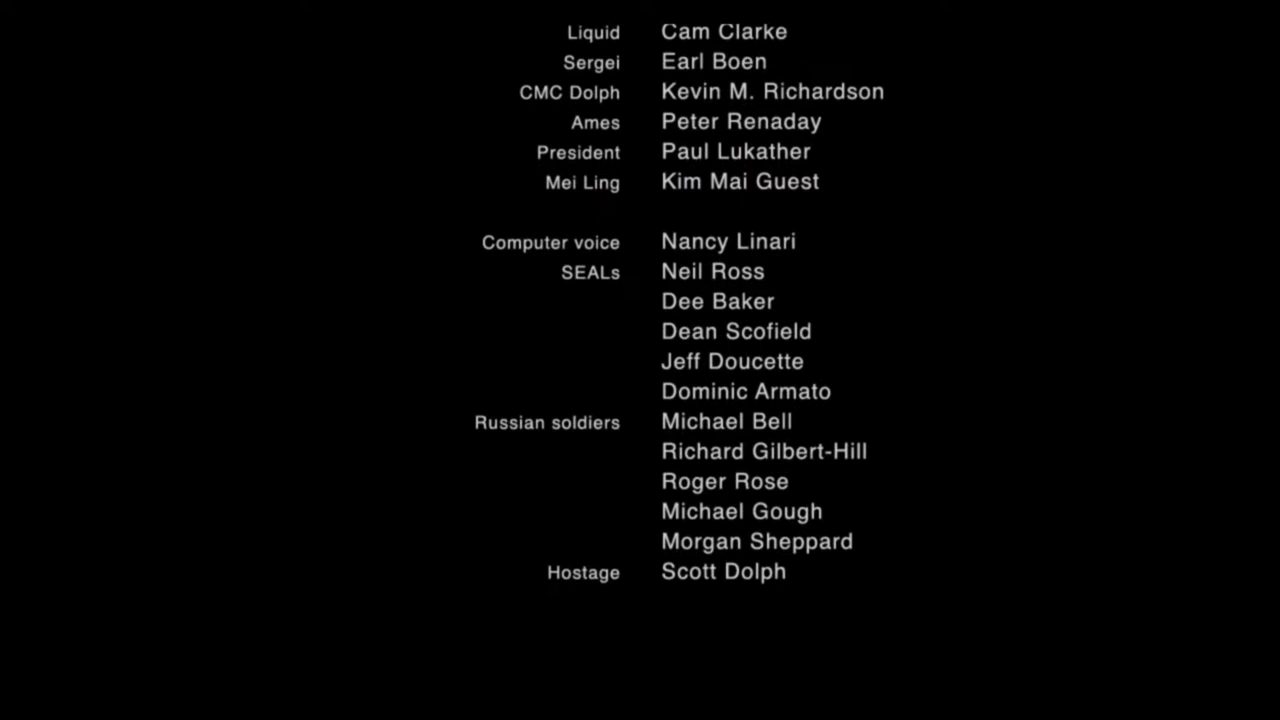 Liquid Cam Clarke
Sergei Earl Boen
CMC Dolph Kevin M. Richardson
Ames Peter Renaday
President Paul Lukather
Mei Ling Kim Mai Guest
Computer voice Nancy Linari
SEALs Neil Ross
Dee Baker
Dean Scofield
Jeff Doucette
Dominic Armato
Russian soldiers Michael Bell
Richard Gilbert-Hill
Roger Rose
Michael Gough
Morgan Sheppard
Hostage Scott Dolph